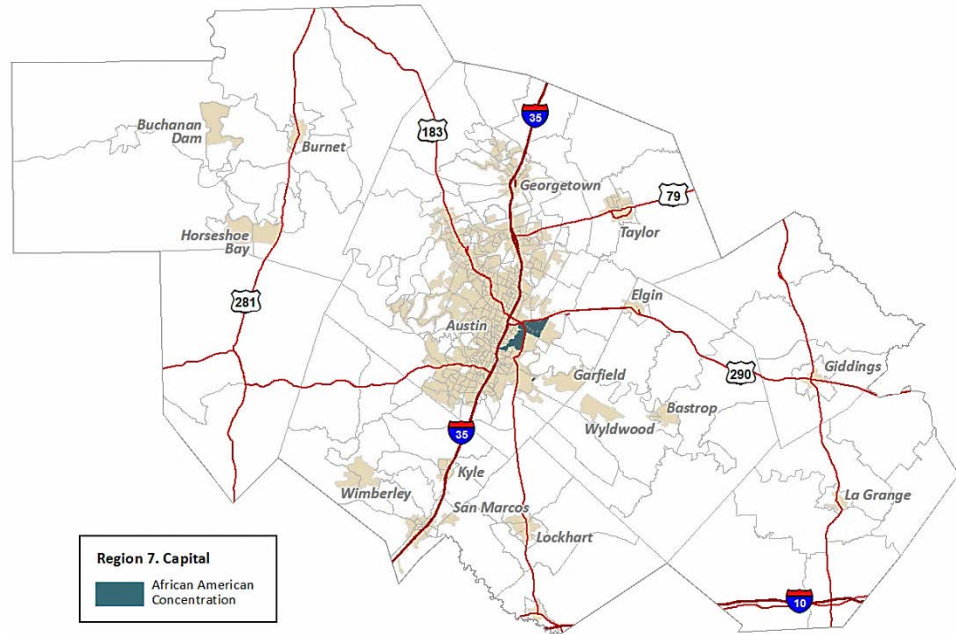 35
183
Buchanan
Dam
Burnet
Georgetown
79
Taylor
Horseshoe
Bay
281
Elgin
Austin
290
Giddings
Garfield
Bastrop
Wyldwood
35
Kyle
Wimberley
San Marcos
La Grange
Lockhart
10
Region 7. Capital
African American
Concentration